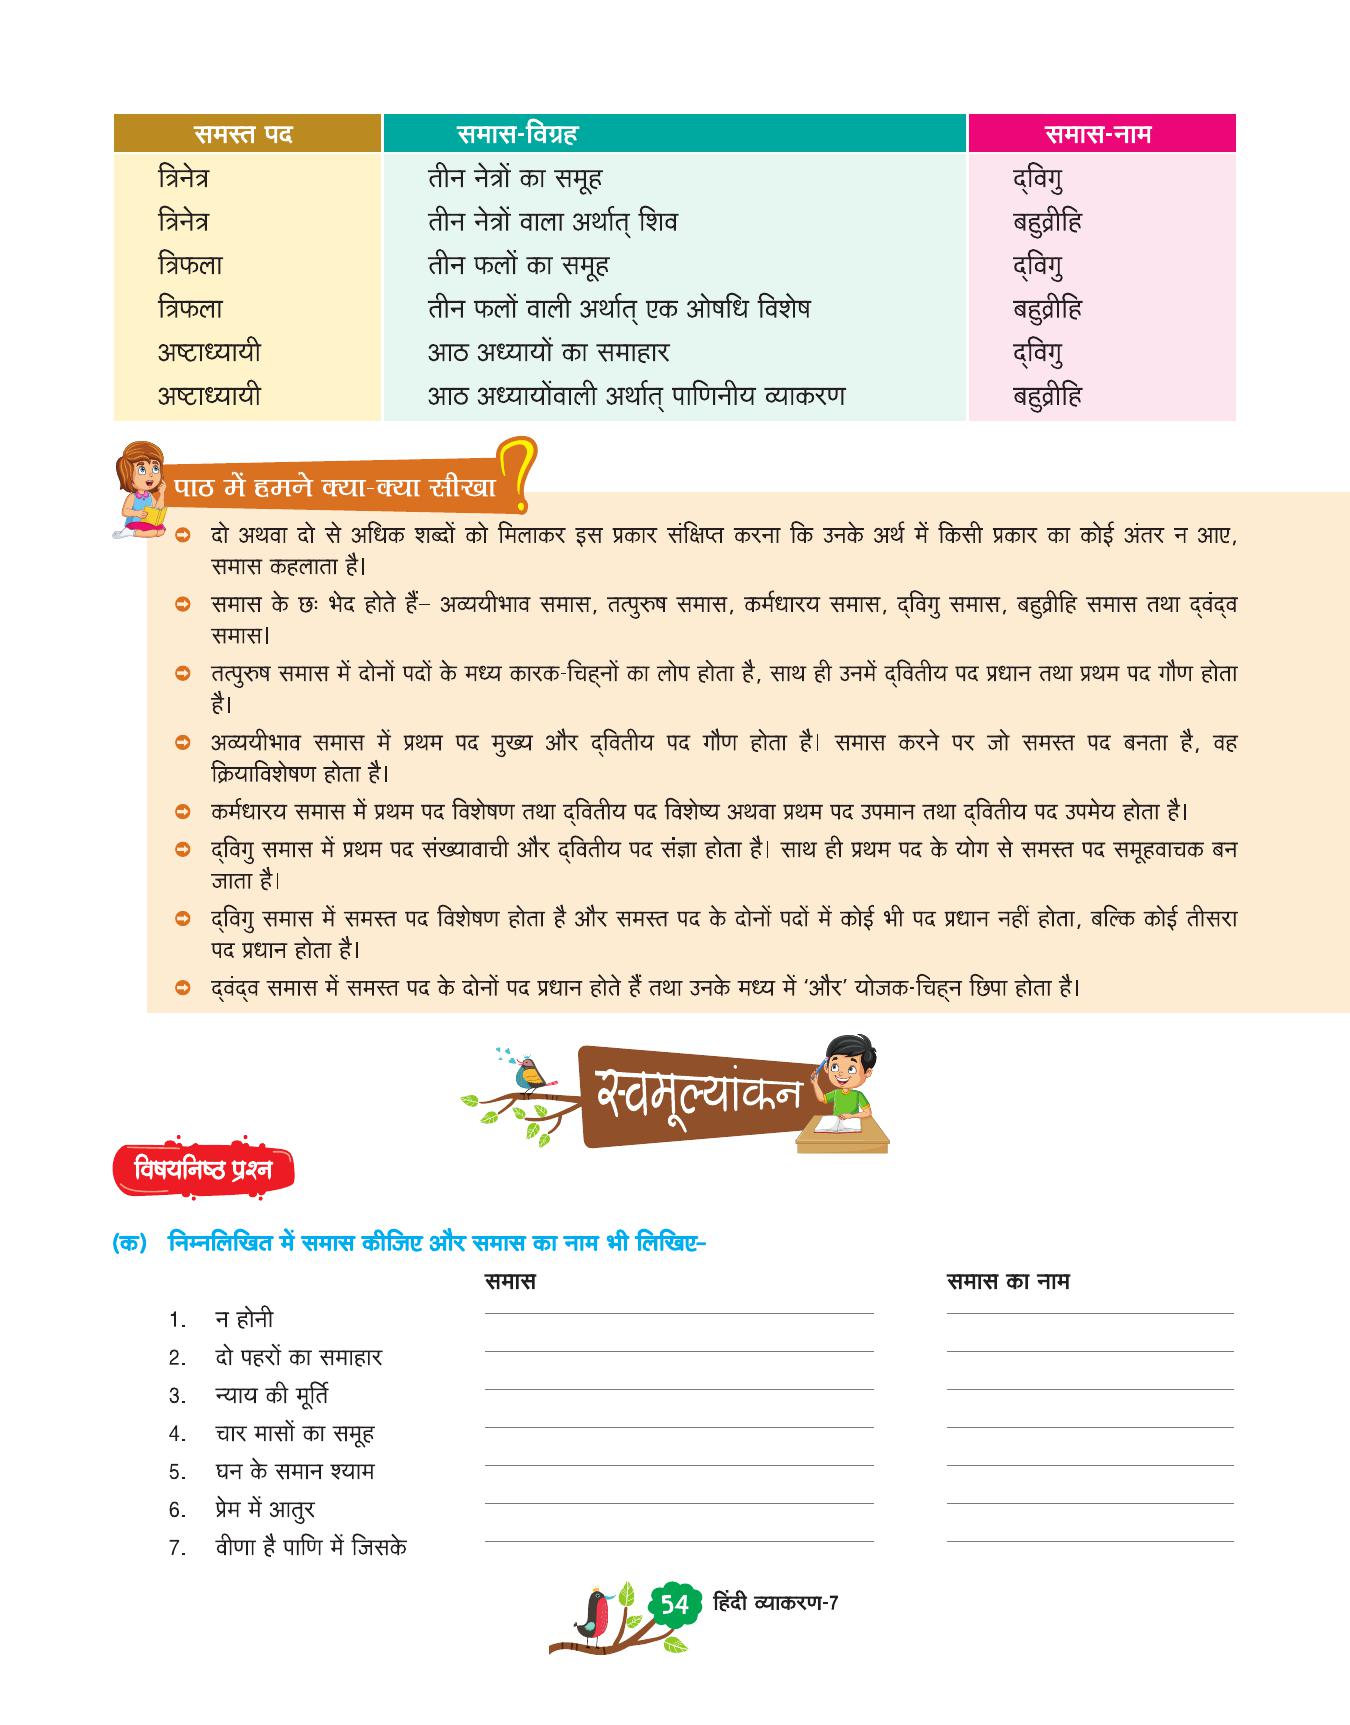 समस्त पद समास-विग्रह समास-नाम
त्रिनेत्र तीन नेत्रों का समूह द्‌विगु
त्रिनेत्र तीन नेत्रों वाला अर्थात् शिव बहुव्रीहि
त्रिफला तीन फलों का समूह द्‌विगु
त्रिफला तीन फलों वाली अर्थात् एक ओषधि विशेष बहुव्रीहि
अष्टाध्यायी आठ अध्यायों का समाहार द्‌विगु
अष्टाध्यायी आठ अध्यायोंवाली अर्थात् पाणिनीय व्याकरण बहुव्रीहि
पाठ में हमने क्या-क्या सीखा ?
दो अथवा दो से अधिक शब्दों को मिलाकर इस प्रकार संक्षिप्त करना कि उनके अर्थ में किसी प्रकार का कोई अंतर न आए,
समास कहलाता है।
समास के छः भेद होते हैं– अव्ययीभाव समास, तत्पुरुष समास, कर्मधारय समास, द्‌विगु समास, बहुव्रीहि समास तथा द्‌वंद्‌व
समास।
तत्पुरुष समास में दोनों पदों के मध्य कारक-चिह्‌नों का लोप होता है, साथ ही उनमें द्‌वितीय पद प्रधान तथा प्रथम पद गौण होता
है।
अव्ययीभाव समास में प्रथम पद मुख्य और द्‌वितीय पद गौण होता है। समास करने पर जो समस्त पद बनता है, वह
क्रियाविशेषण होता है।
कर्मधारय समास में प्रथम पद विशेषण तथा द्‌वितीय पद विशेष्य अथवा प्रथम पद उपमान तथा द्‌वितीय पद उपमेय होता है।
द्‌विगु समास में प्रथम पद संख्यावाची और द्‌वितीय पद संज्ञा होता है। साथ ही प्रथम पद के योग से समस्त पद समूहवाचक बन
जाता है।
द्‌विगु समास में समस्त पद विशेषण होता है और समस्त पद के दोनों पदों में कोई भी पद प्रधान नहीं होता, बल्कि कोई तीसरा
पद प्रधान होता है।
द्‌वंद्‌व समास में समस्त पद के दोनों पद प्रधान होते हैं तथा उनके मध्य में ‘और’ योजक-चिह्‌न छिपा होता है।
स्वमूल्यांकन
विषयनिष्ठ प्रश्न
(क) निम्नलिखित में समास कीजिए और समास का नाम भी लिखिए–
समास समास का नाम
1. न होनी
2. दो पहरों का समाहार
3. न्याय की मूर्ति
4. चार मासों का समूह
5. घन के समान श्याम
6. प्रेम में आतुर
7. वीणा है पाणि में जिसके
54 हिंदी व्याकरण-7